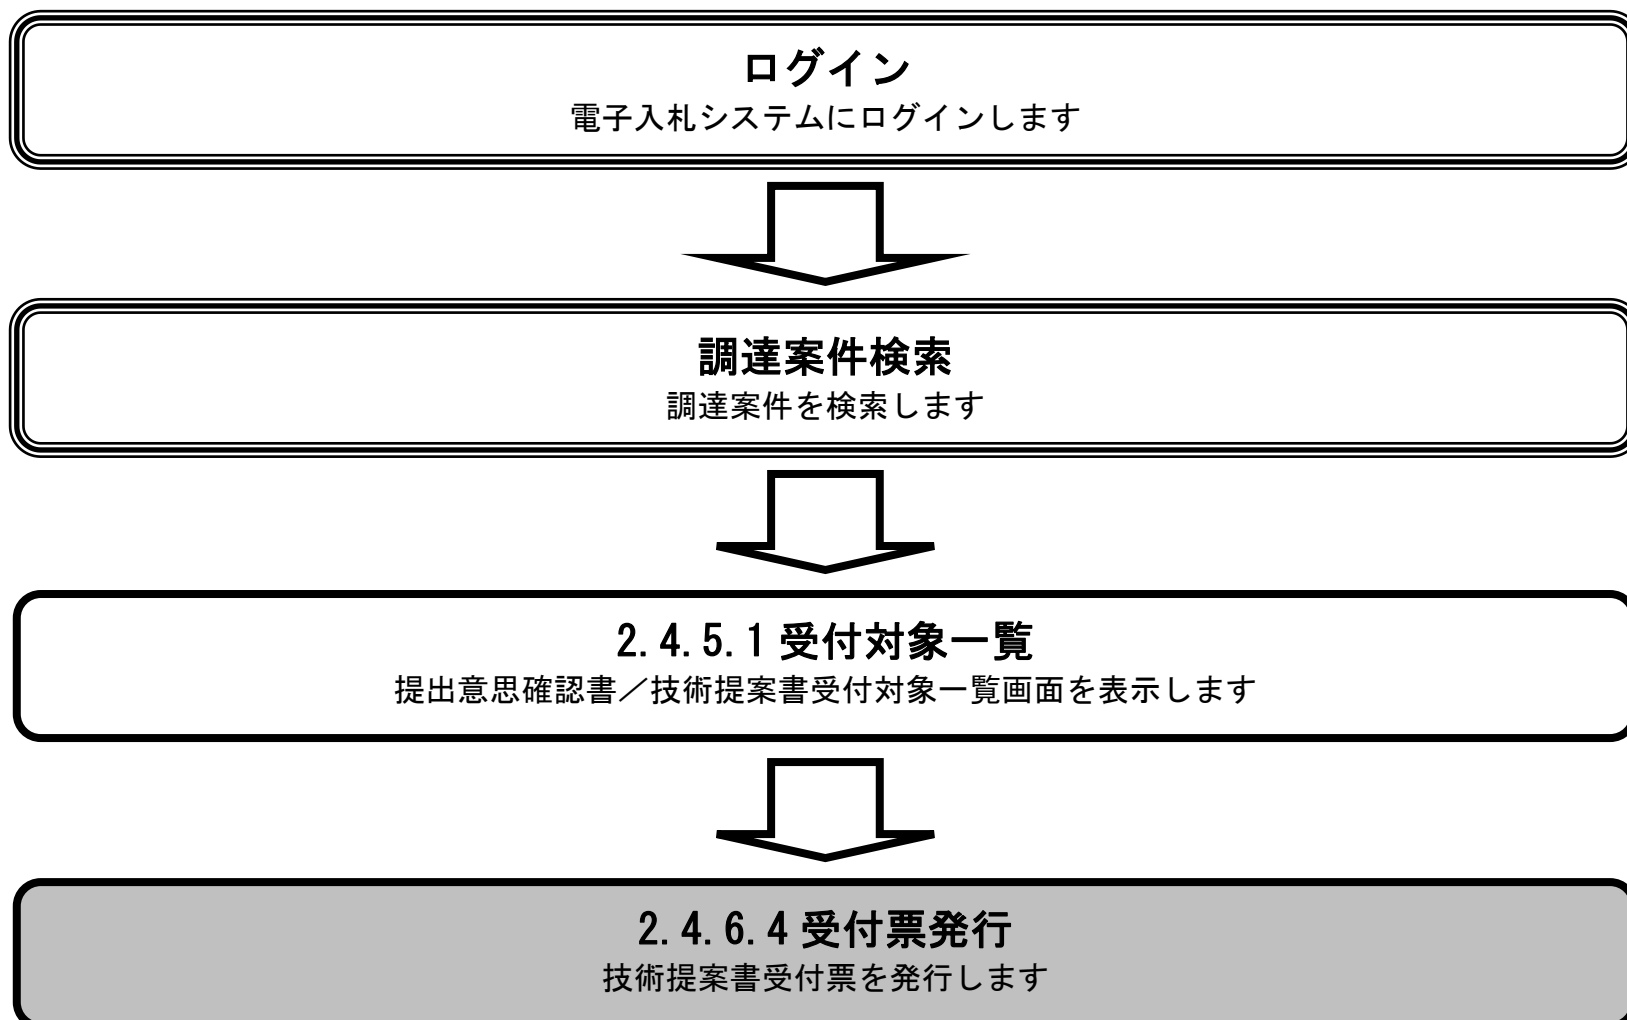 ログイン
電子入札システムにログインします
調達案件検索
調達案件を検索します
2.4.5.1 受付対象一覧
提出意思確認書／技術提案書受付対象一覧画面を表示します
2.4.6.4 受付票発行
技術提案書受付票を発行します